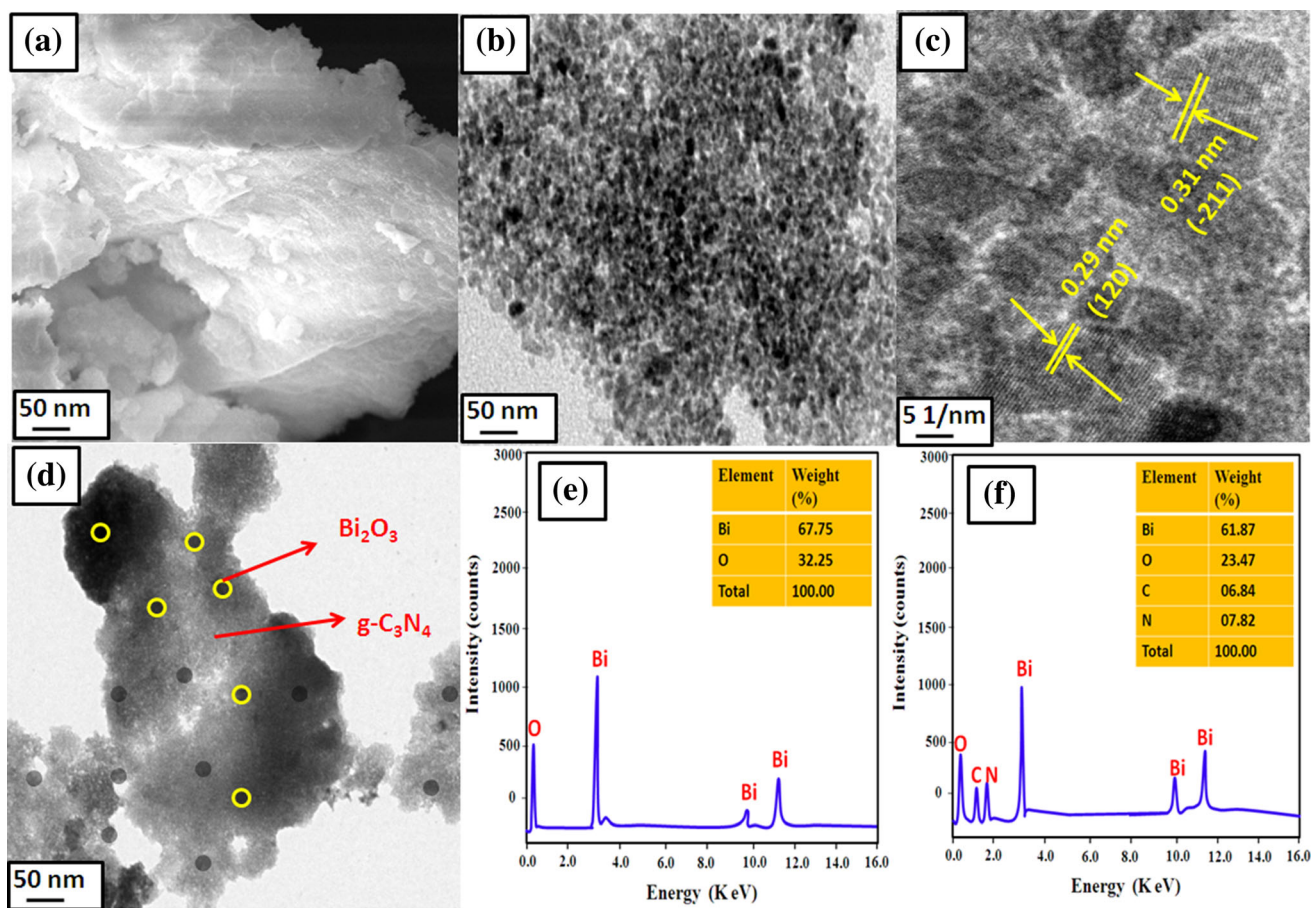 (a)
50 nm
(b)
50 nm
(c)
0.31 nm
(-211)
0.29 nm
(120)
5 1/nm
(d)
Bi₂O₃
g-C₃N₄
50 nm
(e)
Intensity (counts)
3000
2500
2000
1500
1000
500
0
Element Weight (%)
Bi 67.75
O 32.25
Total 100.00
O
Bi
Bi
Bi
0.0 2.0 4.0 6.0 8.0 10.0 12.0 14.0 16.0
Energy (K eV)
(f)
Intensity (counts)
3000
2500
2000
1500
1000
500
0
Element Weight (%)
Bi 61.87
O 23.47
C 06.84
N 07.82
Total 100.00
O
C
N
Bi
Bi
Bi
0.0 2.0 4.0 6.0 8.0 10.0 12.0 14.0 16.0
Energy (K eV)